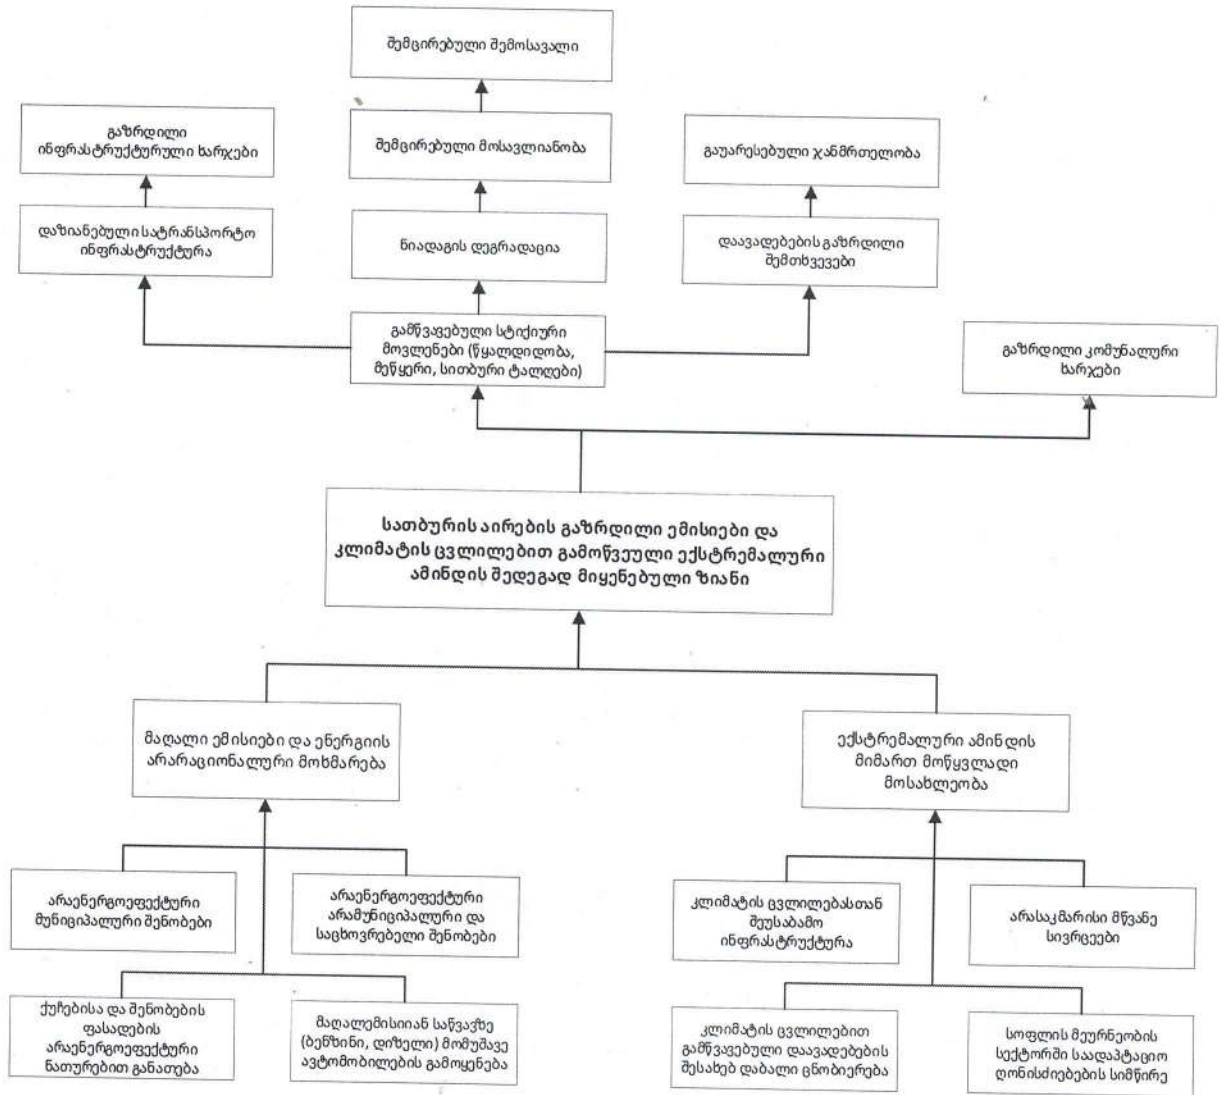 შემცირებული შემოსავალი
გაზრდილი
ინფრასტრუქტურული ხარჯები
შემცირებული მოსავლიანობა
გაუარესებული ჯანმრთელობა
დაზიანებული სატრანსპორტო
ინფრასტრუქტურა
ნიადაგის დეგრადაცია
დაავადებების გაზრდილი
შემთხვევები
გამწვავებული სტიქიური
მოვლენები (წყალდიდობა,
მეწყერი, სითბური ტალღები)
გაზრდილი კომუნალური
ხარჯები
სათბურის აირების გაზრდილი ემისიები და
კლიმატის ცვლილებით გამოწვეული ექსტრემალური
ამინდის შედეგად მიყენებული ზიანი
მაღალი ემისიები და ენერგიის
არარაციონალური მოხმარება
ექსტრემალური ამინდის
მიმართ მოწყვლადი
მოსახლეობა
არაენერგოეფექტური
მუნიციპალური შენობები
არაენერგოეფექტური
არამუნიციპალური და
საცხოვრებელი შენობები
კლიმატის ცვლილებასთან
შეუსაბამო
ინფრასტრუქტურა
არასაკმარისი მწვანე
სივრცეები
ქუჩებისა და შენობების
ფასადების
არაენერგოეფექტური
ნათურებით განათება
მაღალემისიიან საწვავზე
(ბენზინი, დიზელი) მომუშავე
ავტომობილების გამოყენება
კლიმატის ცვლილებით
გამწვავებული დაავადებების
შესახებ დაბალი ცნობიერება
სოფლის მეურნეობის
სექტორში საადაპტაციო
ღონისძიებების სიმწირე